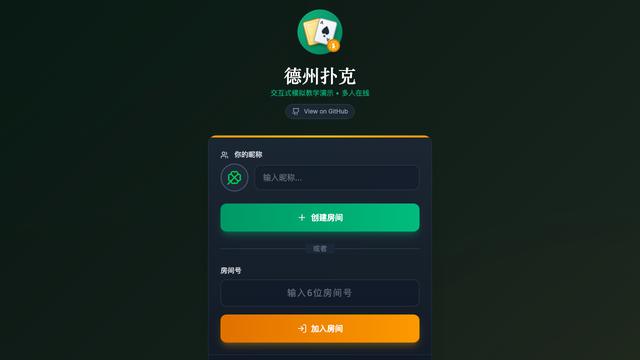 德州扑克
交互式模拟教学演示 • 多人在线
View on GitHub
你的昵称
输入昵称...
创建房间
或者
房间号
输入6位房间号
加入房间